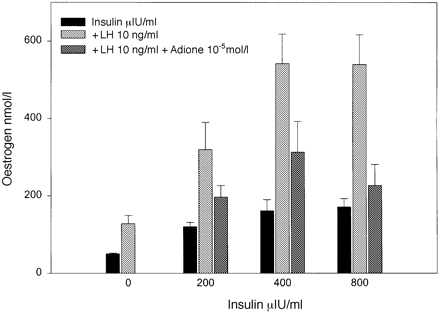 Insulin µIU/ml
+ LH 10 ng/ml
+ LH 10 ng/ml + Adione 10⁻⁵mol/l
Oestrogen nmol/l
600
400
200
0
0 200 400 800
Insulin µIU/ml